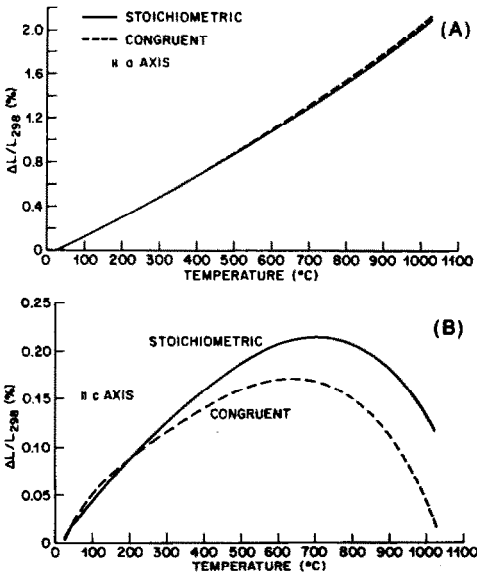 STOICHIOMETRIC
(A)
CONGRUENT
॥ a AXIS
ΔL/L298 (%)
2.0
1.6
1.2
0.8
0.4
0
0 100 200 300 400 500 600 700 800 900 1000 1100
TEMPERATURE (°C)
(B)
STOICHIOMETRIC
॥ c AXIS
CONGRUENT
ΔL/L298 (%)
0.25
0.20
0.15
0.10
0.05
0
0 100 200 300 400 500 600 700 800 900 1000 1100
TEMPERATURE (°C)